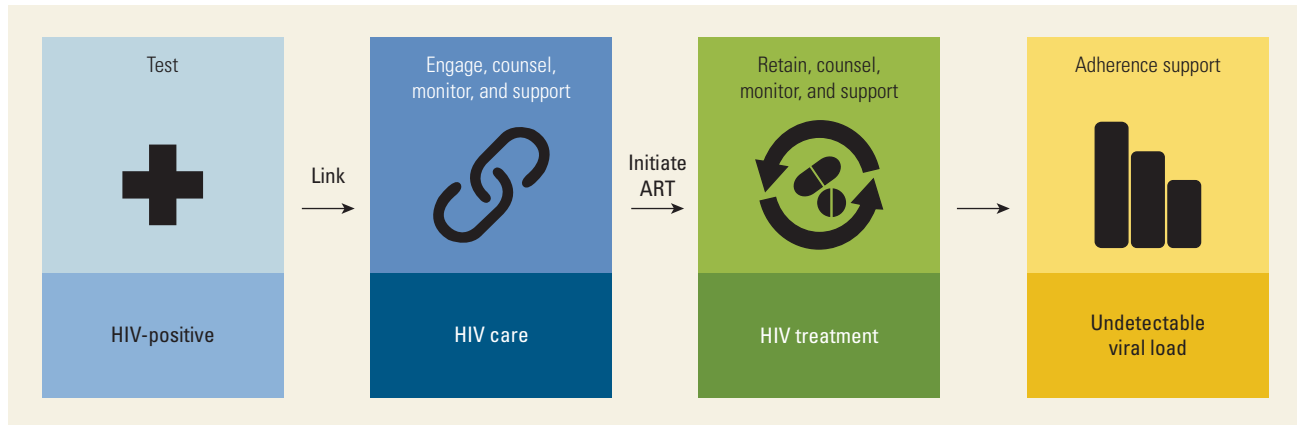 Test
HIV-positive
Link
Engage, counsel,
monitor, and support
HIV care
Initiate
ART
Retain, counsel,
monitor, and support
HIV treatment
Adherence support
Undetectable
viral load